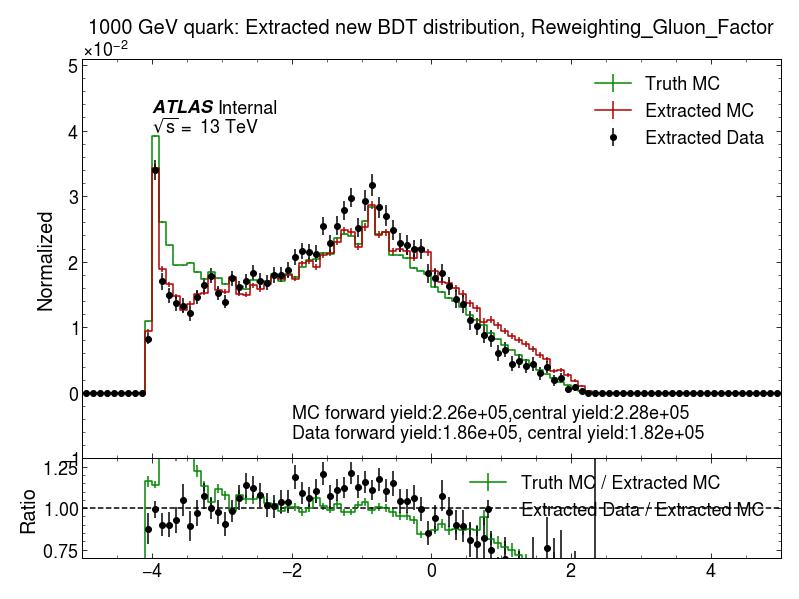 1000 GeV quark: Extracted new BDT distribution, Reweighting_Gluon_Factor
×10⁻²
5
4
3
2
1
0
Normalized
ATLAS Internal
√s = 13 TeV
Truth MC
Extracted MC
Extracted Data
MC forward yield:2.26e+05,central yield:2.28e+05
Data forward yield:1.86e+05, central yield:1.82e+05
1.25
1.00
0.75
Ratio
Truth MC / Extracted MC
Extracted Data / Extracted MC
−4
−2
0
2
4